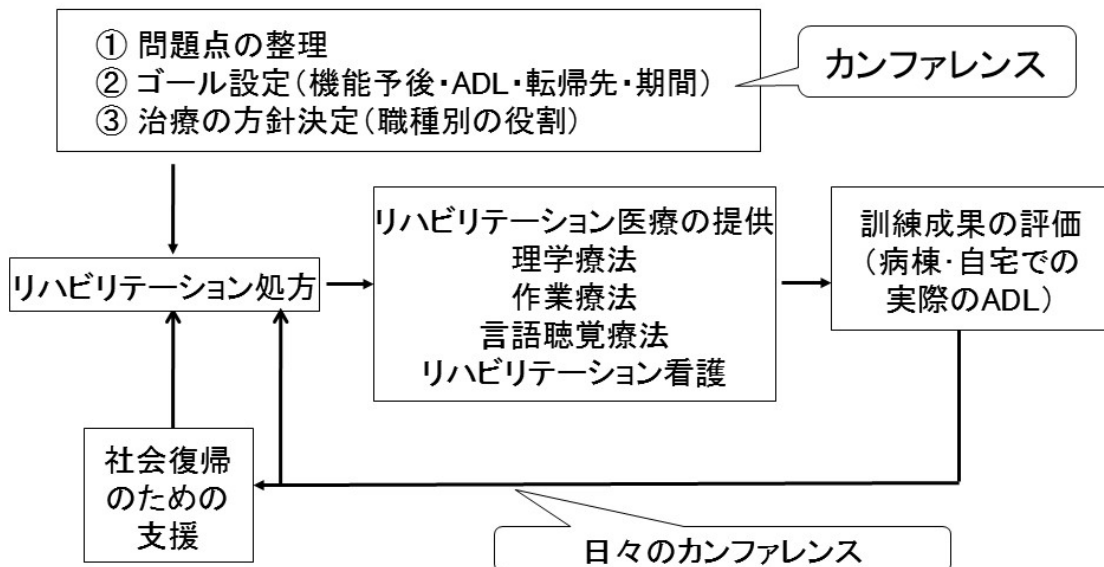 ① 問題点の整理
② ゴール設定(機能予後・ADL・転帰先・期間)
③ 治療の方針決定(職種別の役割)
カンファレンス
リハビリテーション処方
リハビリテーション医療の提供
理学療法
作業療法
言語聴覚療法
リハビリテーション看護
訓練成果の評価
(病棟・自宅での
実際のADL)
社会復帰
のための
支援
日々のカンファレンス